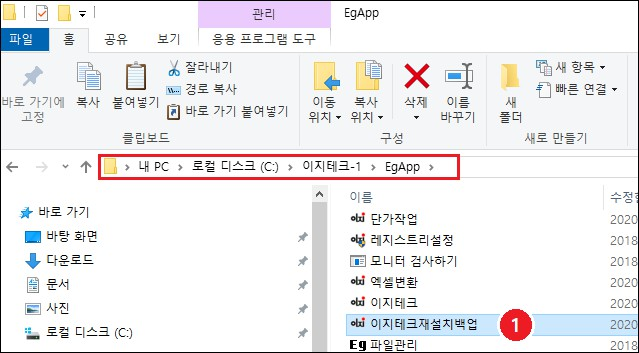 관리
EgApp
파일
홈
공유
보기
응용 프로그램 도구
바로 가기에
고정
복사
붙여넣기
잘라내기
경로 복사
바로 가기 붙여넣기
클립보드
이동
위치
복사
위치
삭제
이름
바꾸기
구성
새
폴더
새 항목
빠른 연결
새로 만들기
내 PC > 로컬 디스크 (C:) > 이지테크-1 > EgApp >
바로 가기
바탕 화면
다운로드
문서
사진
로컬 디스크 (C:)
이름 수정한
단가작업 2020
레지스트리설정 2018
모니터 검사하기 2018
엑셀변환 2020
이지테크 2020
이지테크재설치백업 1 2020
Eg 파일관리 2018